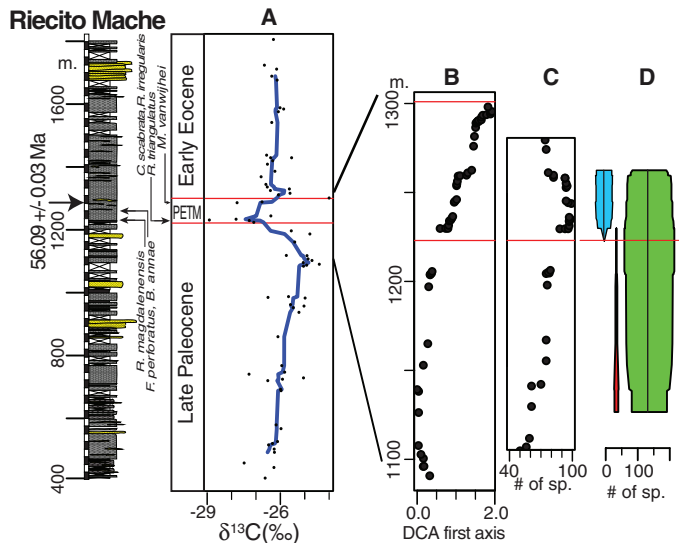 Riecito Mache
A
B
C
D
m.
1600
1200
800
400
56.09 +/- 0.03 Ma
C. scabrata, R. irregularis
R. triangulatus
M. vanwijhei
R. magdalenensis
F. perforatus, B. annae
Early Eocene
PETM
Late Paleocene
-29
-26
δ13C(‰)
m.
1300
1200
1100
0.0
2.0
DCA first axis
40
100
# of sp.
0
100
# of sp.